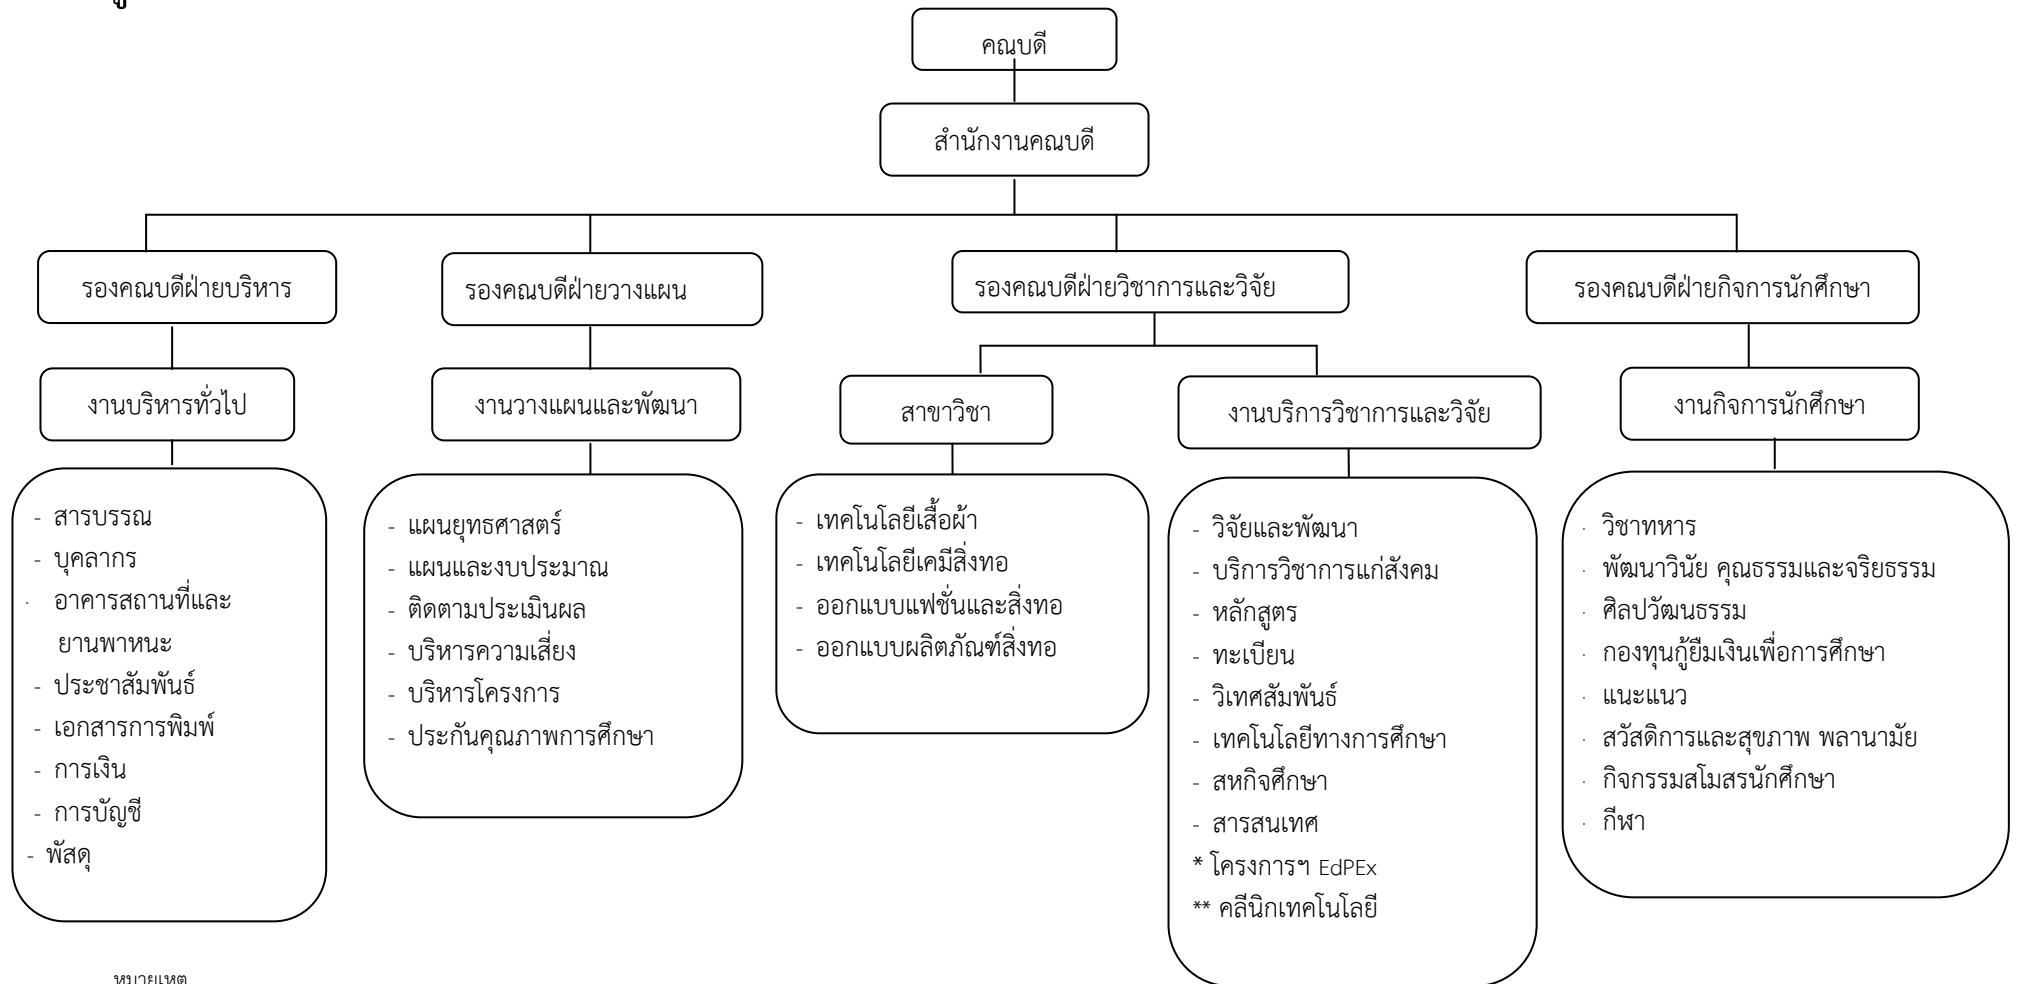 คณบดี
สำนักงานคณบดี
รองคณบดีฝ่ายบริหาร
รองคณบดีฝ่ายวางแผน
รองคณบดีฝ่ายวิชาการและวิจัย
รองคณบดีฝ่ายกิจการนักศึกษา
งานบริหารทั่วไป
งานวางแผนและพัฒนา
สาขาวิชา
งานบริการวิชาการและวิจัย
งานกิจการนักศึกษา
- สารบรรณ
- บุคลากร
· อาคารสถานที่และ
ยานพาหนะ
- ประชาสัมพันธ์
- เอกสารการพิมพ์
- การเงิน
- การบัญชี
- พัสดุ
- แผนยุทธศาสตร์
- แผนและงบประมาณ
- ติดตามประเมินผล
- บริหารความเสี่ยง
- บริหารโครงการ
- ประกันคุณภาพการศึกษา
- เทคโนโลยีเสื้อผ้า
- เทคโนโลยีเคมีสิ่งทอ
- ออกแบบแฟชั่นและสิ่งทอ
- ออกแบบผลิตภัณฑ์สิ่งทอ
- วิจัยและพัฒนา
- บริการวิชาการแก่สังคม
- หลักสูตร
- ทะเบียน
- วิเทศสัมพันธ์
- เทคโนโลยีทางการศึกษา
- สหกิจศึกษา
- สารสนเทศ
* โครงการฯ EdPEx
** คลีนิกเทคโนโลยี
· วิชาทหาร
· พัฒนาวินัย คุณธรรมและจริยธรรม
· ศิลปวัฒนธรรม
· กองทุนกู้ยืมเงินเพื่อการศึกษา
· แนะแนว
· สวัสดิการและสุขภาพ พลานามัย
· กิจกรรมสโมสรนักศึกษา
· กีฬา
หมายเหตุ